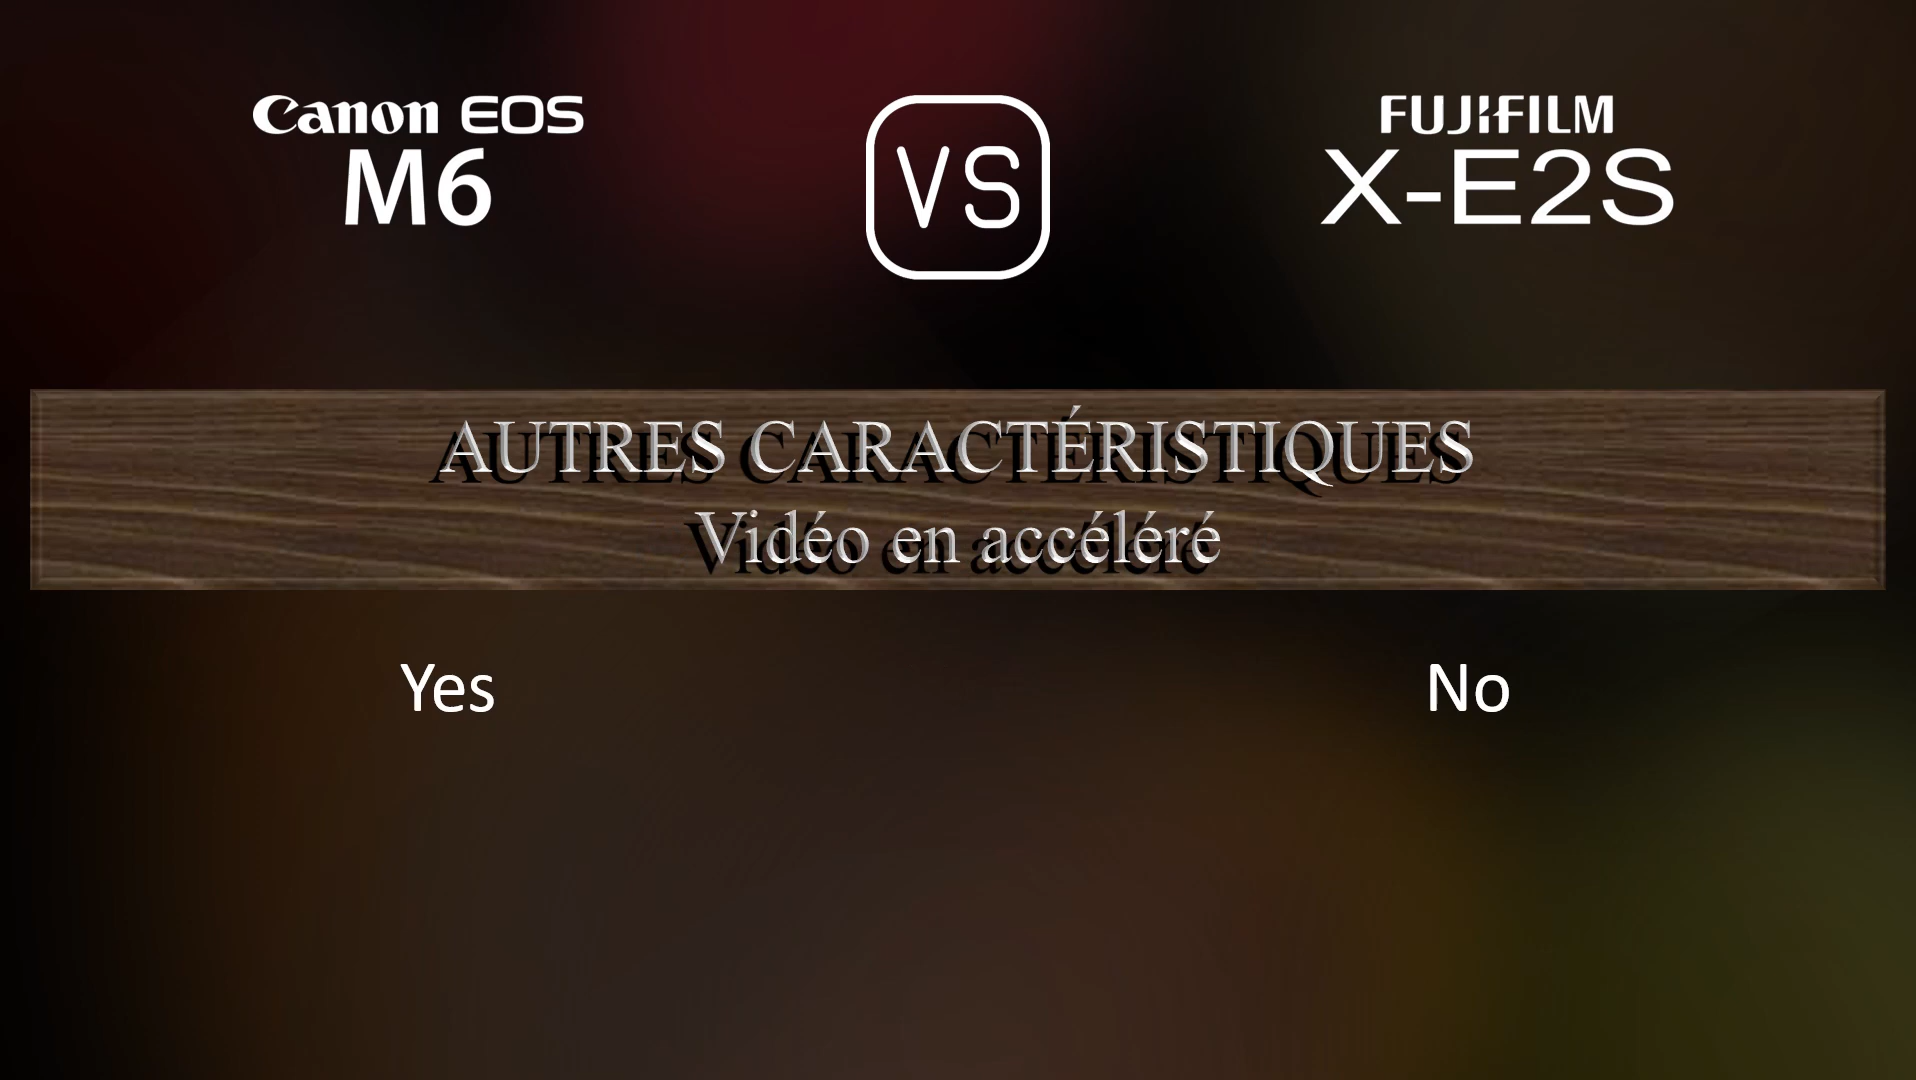 Canon EOS
M6
VS
FUJIFILM
X-E2S
AUTRES CARACTÉRISTIQUES
Vidéo en accéléré
Yes
No